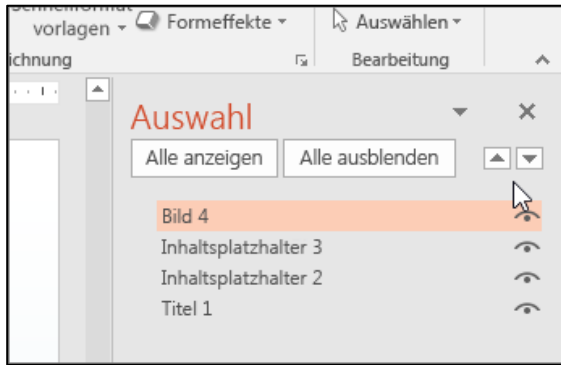 vorlagen
Formeffekte
Auswählen
ichnung
Bearbeitung
Auswahl
Alle anzeigen
Alle ausblenden
Bild 4
Inhaltsplatzhalter 3
Inhaltsplatzhalter 2
Titel 1